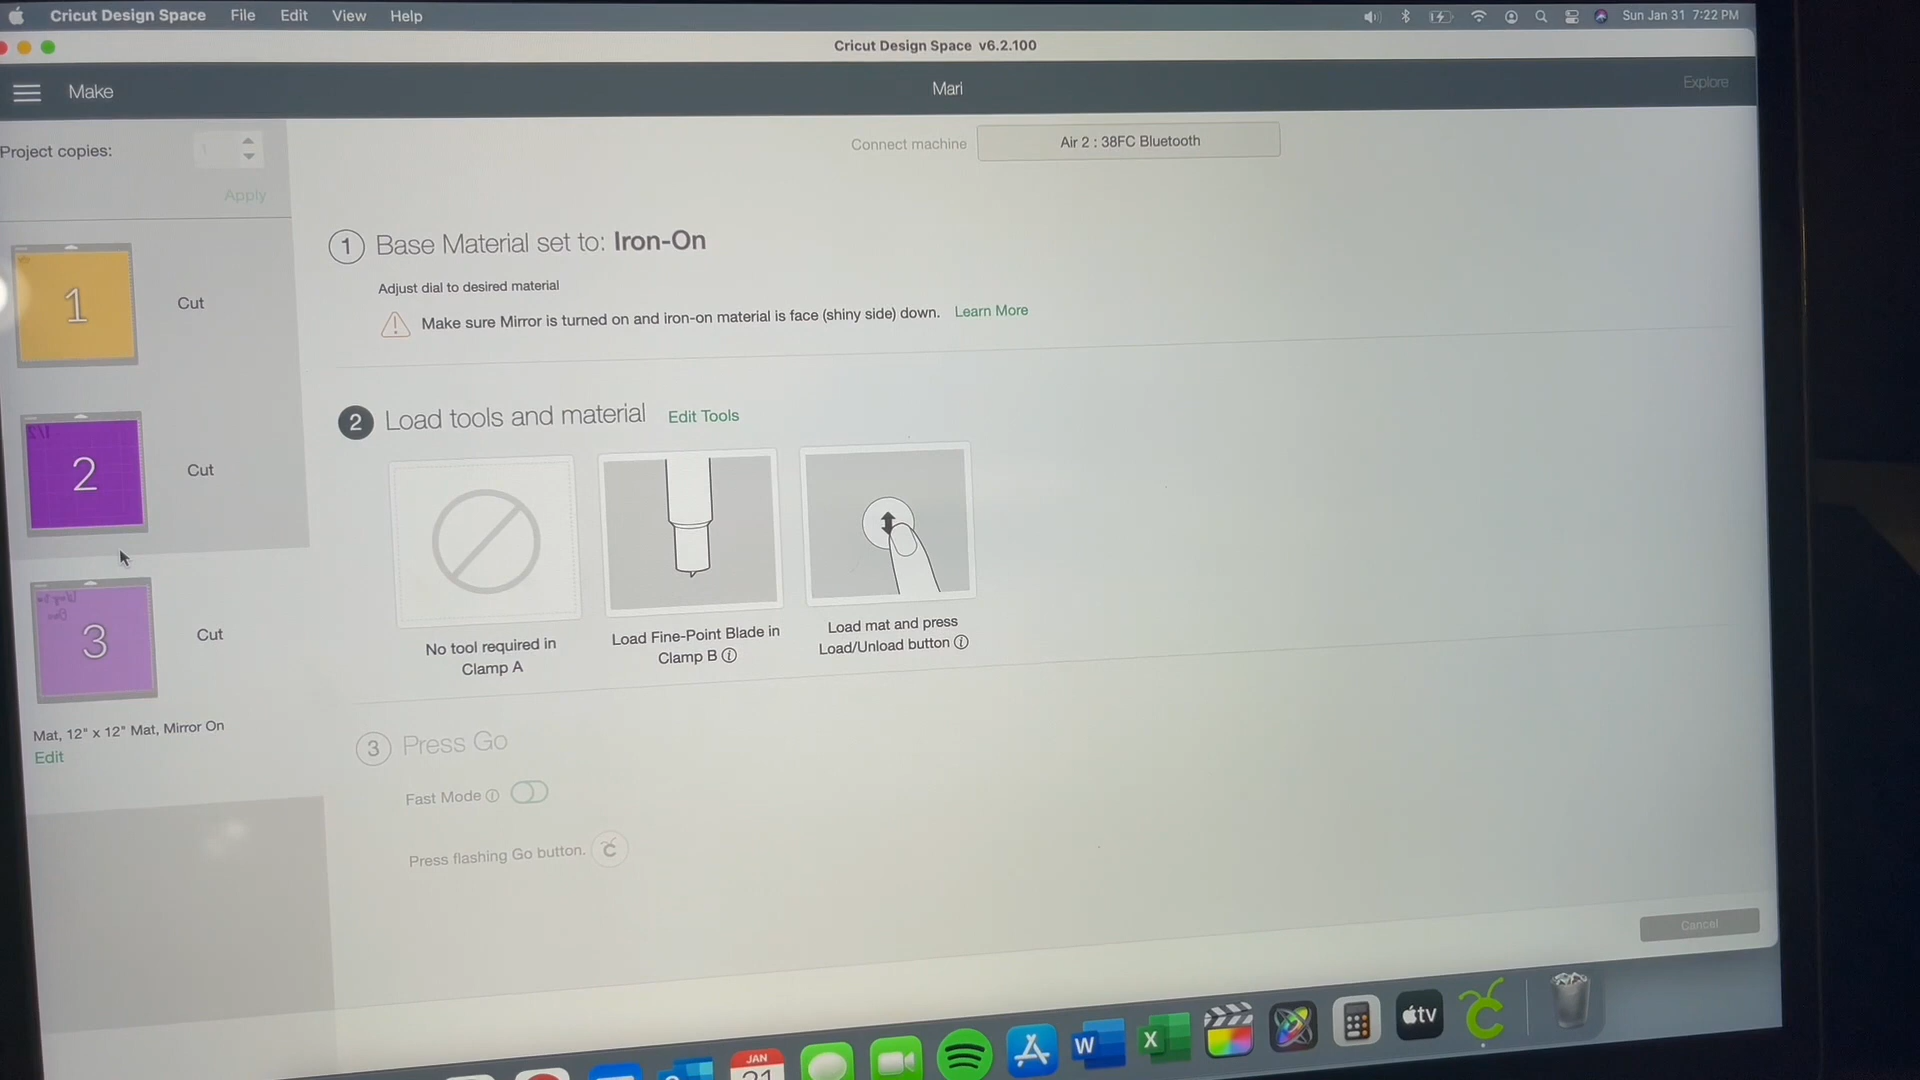 Cricut Design Space File Edit View Help
Sun Jan 31 7:22 PM
Cricut Design Space v6.2.100
Make
Mari
Explore
Project copies:
1
Apply
Connect machine
Air 2 : 38FC Bluetooth
1 Base Material set to: Iron-On
Adjust dial to desired material
Make sure Mirror is turned on and iron-on material is face (shiny side) down. Learn More
1
Cut
2
Cut
3
Cut
Mat, 12" x 12" Mat, Mirror On
Edit
2 Load tools and material Edit Tools
No tool required in
Clamp A
Load Fine-Point Blade in
Clamp B
Load mat and press
Load/Unload button
3 Press Go
Fast Mode
Press flashing Go button.
Cancel
JAN
W
X
tv